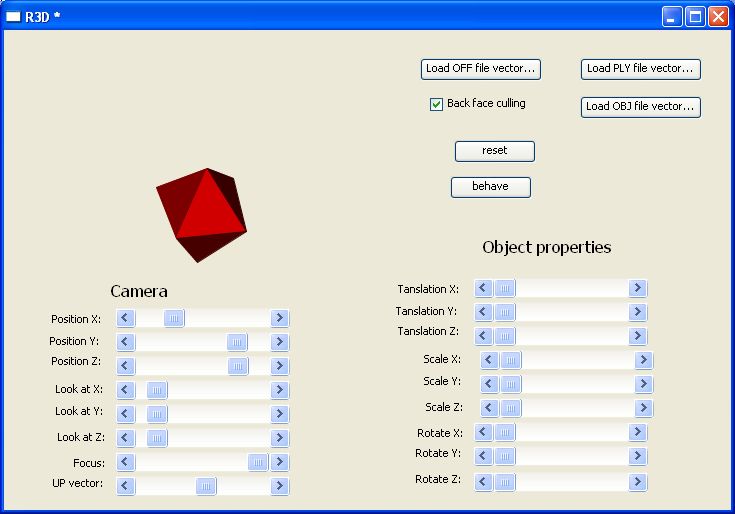 R3D *
Load OFF file vector...
Load PLY file vector...
Back face culling
Load OBJ file vector...
reset
behave
Object properties
Camera
Position X:
Position Y:
Position Z:
Look at X:
Look at Y:
Look at Z:
Focus:
UP vector:
Tanslation X:
Tanslation Y:
Tanslation Z:
Scale X:
Scale Y:
Scale Z:
Rotate X:
Rotate Y:
Rotate Z: